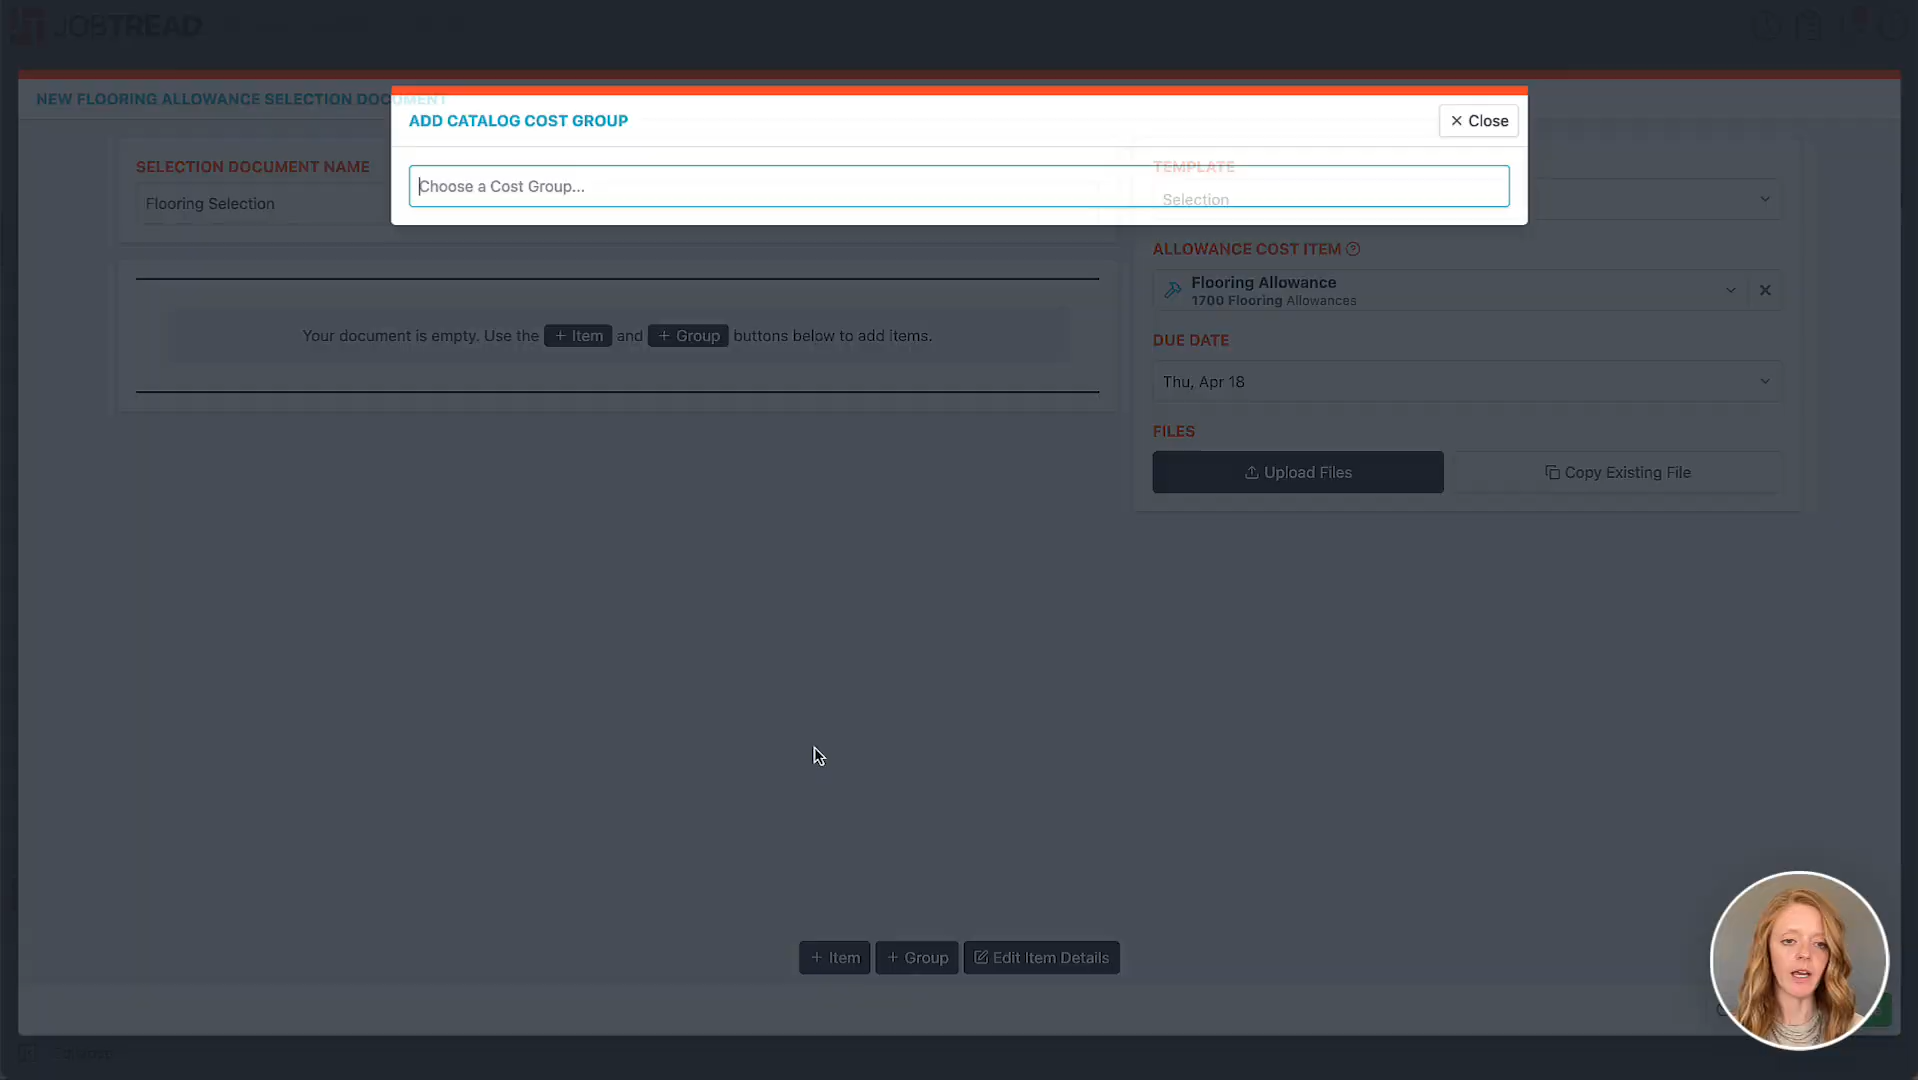 JOBTREAD
NEW FLOORING ALLOWANCE SELECTION DOCUMENT
ADD CATALOG COST GROUP
Close
Choose a Cost Group...
SELECTION DOCUMENT NAME
Flooring Selection
TEMPLATE
Selection
Your document is empty. Use the + Item and + Group buttons below to add items.
ALLOWANCE COST ITEM
Flooring Allowance
1700 Flooring Allowances
DUE DATE
Thu, Apr 18
FILES
Upload Files
Copy Existing File
+ Item
+ Group
Edit Item Details